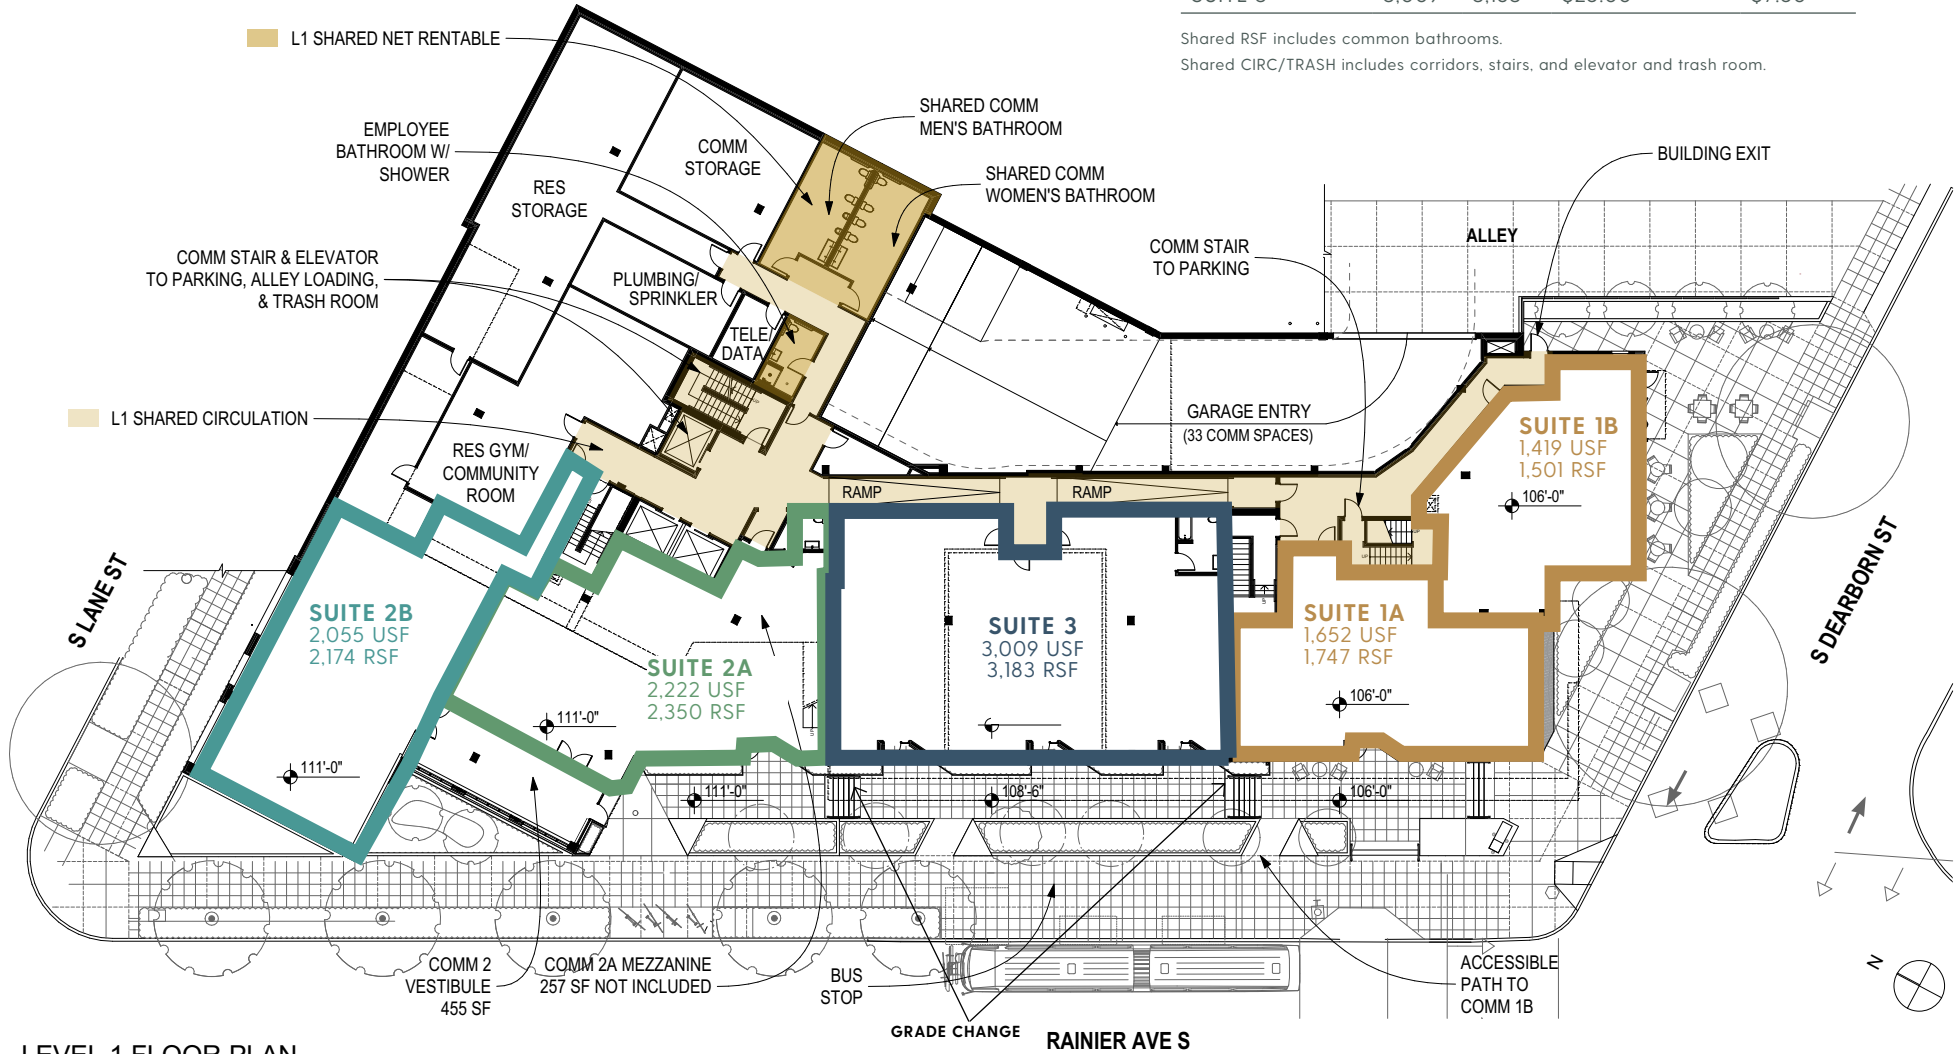 Shared RSF includes common bathrooms.
Shared CIRC/TRASH includes corridors, stairs, and elevator and trash room.
L1 SHARED NET RENTABLE
EMPLOYEE
BATHROOM W/
SHOWER
COMM STAIR & ELEVATOR
TO PARKING, ALLEY LOADING,
& TRASH ROOM
L1 SHARED CIRCULATION
RES
STORAGE
COMM
STORAGE
SHARED COMM
MEN'S BATHROOM
SHARED COMM
WOMEN'S BATHROOM
PLUMBING/
SPRINKLER
TELE/
DATA
RES GYM/
COMMUNITY
ROOM
COMM STAIR
TO PARKING
BUILDING EXIT
ALLEY
GARAGE ENTRY
(33 COMM SPACES)
RAMP
RAMP
SUITE 1B
1,419 USF
1,501 RSF
106'-0"
SUITE 2B
2,055 USF
2,174 RSF
111'-0"
SUITE 2A
2,222 USF
2,350 RSF
111'-0"
SUITE 3
3,009 USF
3,183 RSF
SUITE 1A
1,652 USF
1,747 RSF
106'-0"
111'-0"
108'-6"
106'-0"
S LANE ST
S DEARBORN ST
COMM 2
VESTIBULE
455 SF
COMM 2A MEZZANINE
257 SF NOT INCLUDED
BUS
STOP
GRADE CHANGE
RAINIER AVE S
ACCESSIBLE
PATH TO
COMM 1B
N
LEVEL 1 FLOOR PLAN